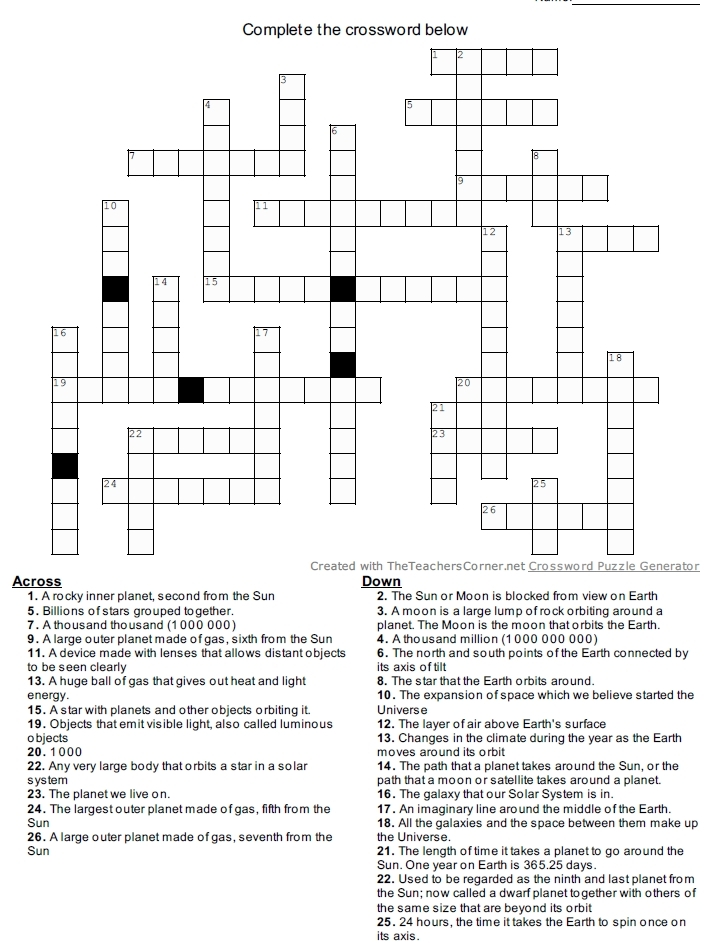 Name:
Complete the crossword below
1 2
3
4 5
6
7 8
9
10 11
12 13
14 15
16 17
18
19 20
21
22 23
24 25
26
Created with TheTeachersCorner.net Crossword Puzzle Generator
Across
1. A rocky inner planet, second from the Sun
5. Billions of stars grouped together.
7. A thousand thousand (1 000 000)
9. A large outer planet made of gas, sixth from the Sun
11. A device made with lenses that allows distant objects
to be seen clearly
13. A huge ball of gas that gives out heat and light
energy.
15. A star with planets and other objects orbiting it.
19. Objects that emit visible light, also called luminous
objects
20. 1 000
22. Any very large body that orbits a star in a solar
system
23. The planet we live on.
24. The largest outer planet made of gas, fifth from the
Sun
26. A large outer planet made of gas, seventh from the
Sun
Down
2. The Sun or Moon is blocked from view on Earth
3. A moon is a large lump of rock orbiting around a
planet. The Moon is the moon that orbits the Earth.
4. A thousand million (1 000 000 000)
6. The north and south points of the Earth connected by
its axis of tilt
8. The star that the Earth orbits around.
10. The expansion of space which we believe started the
Universe
12. The layer of air above Earth's surface
13. Changes in the climate during the year as the Earth
moves around its orbit
14. The path that a planet takes around the Sun, or the
path that a moon or satellite takes around a planet.
16. The galaxy that our Solar System is in.
17. An imaginary line around the middle of the Earth.
18. All the galaxies and the space between them make up
the Universe.
21. The length of time it takes a planet to go around the
Sun. One year on Earth is 365.25 days.
22. Used to be regarded as the ninth and last planet from
the Sun; now called a dwarf planet together with others of
the same size that are beyond its orbit
25. 24 hours, the time it takes the Earth to spin once on
its axis.